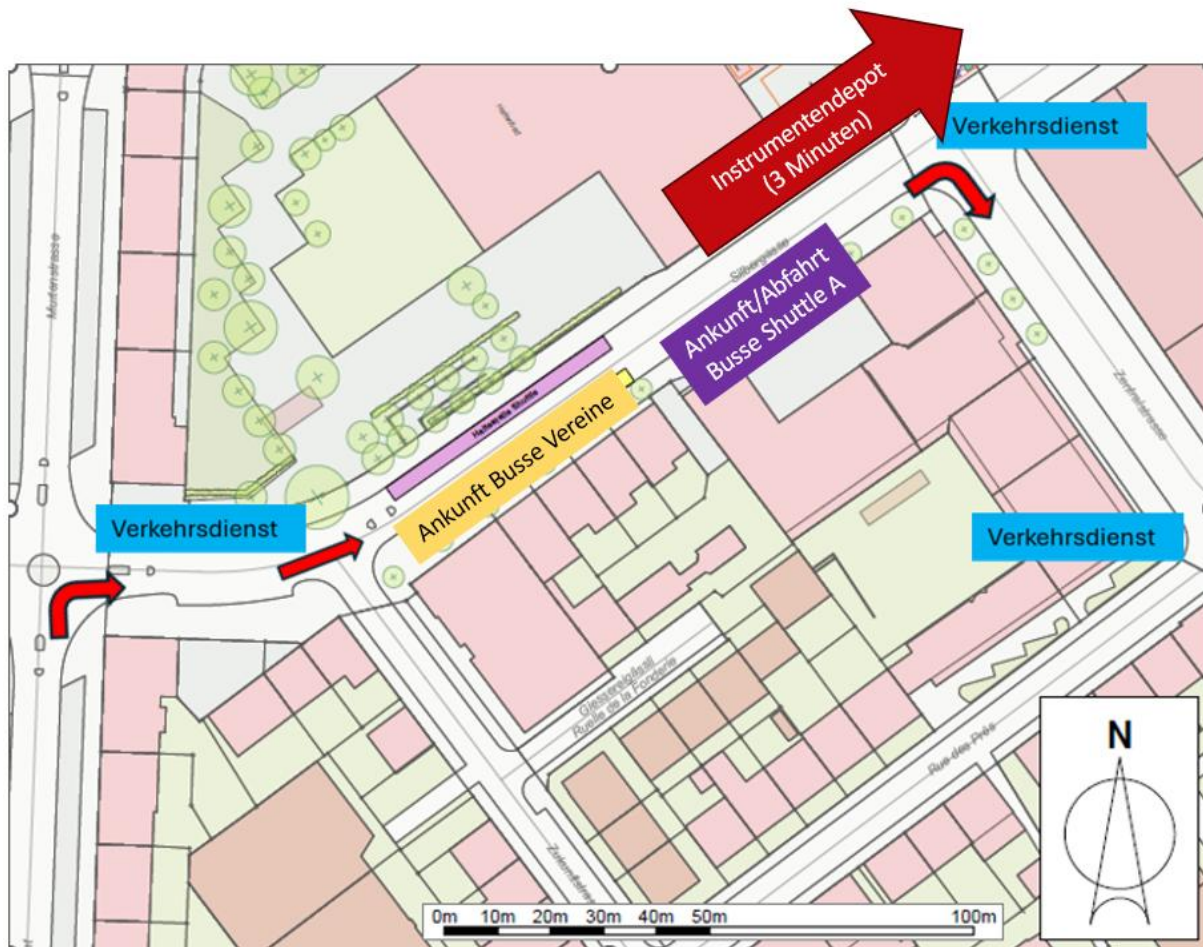 Instrumentendepot
(3 Minuten)
Verkehrsdienst
Murtenstrasse
Silbergasse
Ankunft/Abfahrt
Busse Shuttle A
Haltestelle Shuttle
Ankunft Busse Vereine
Zentralstrasse
Verkehrsdienst
Verkehrsdienst
Giessereigässli
Ruelle de la Fonderie
Rue des Prés
N
0m 10m 20m 30m 40m 50m 100m